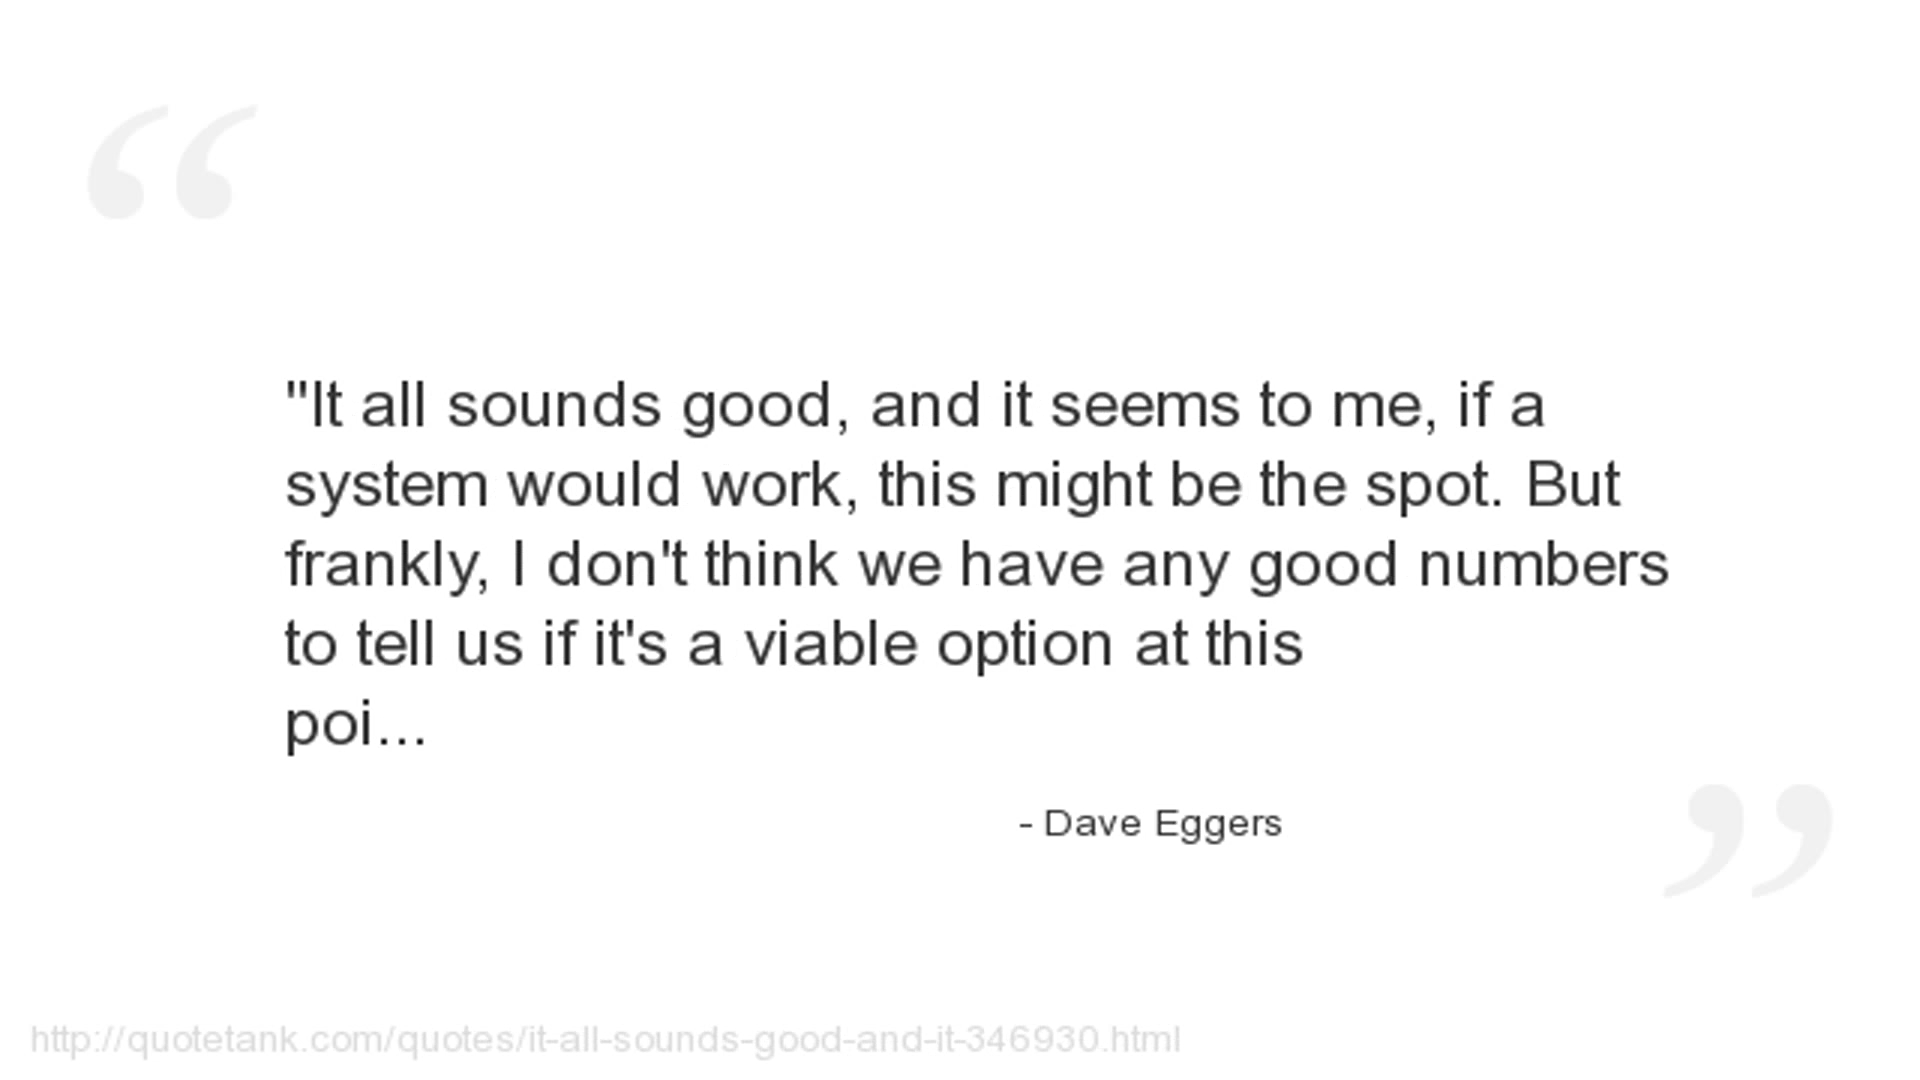 "It all sounds good, and it seems to me, if a
system would work, this might be the spot. But
frankly, I don't think we have any good numbers
to tell us if it's a viable option at this
poi...
- Dave Eggers
http://quotetank.com/quotes/it-all-sounds-good-and-it-346930.html